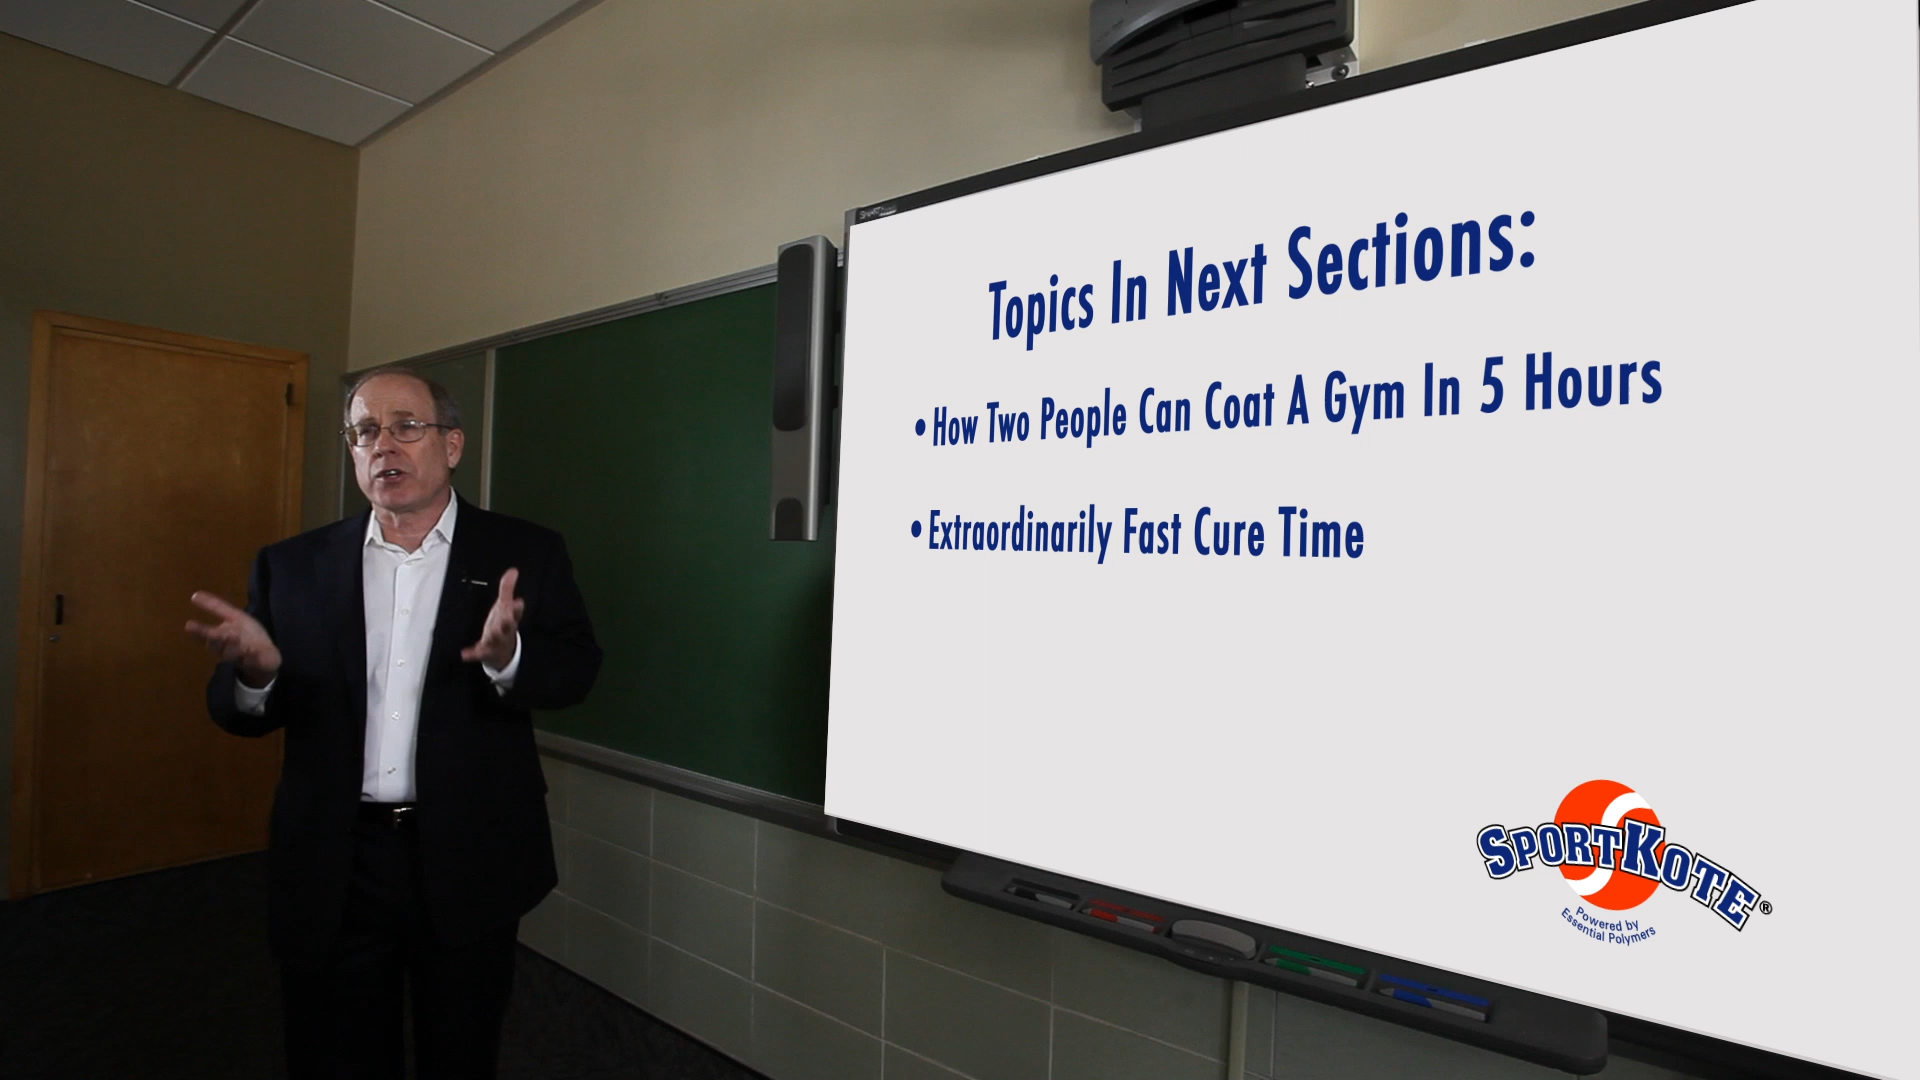 Topics In Next Sections:
• How Two People Can Coat A Gym In 5 Hours
• Extraordinarily Fast Cure Time
SPORTKOTE®
Powered by
Essential Polymers